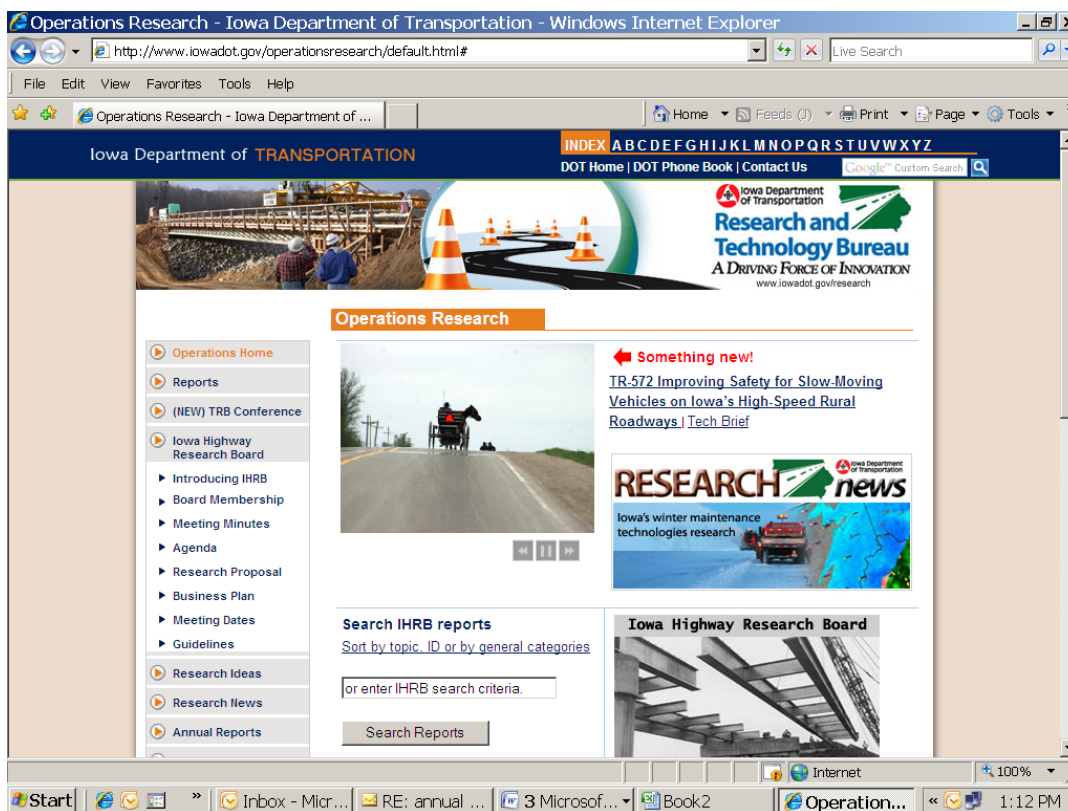 Operations Research - Iowa Department of Transportation - Windows Internet Explorer
http://www.iowadot.gov/operationsresearch/default.html#
Live Search
File Edit View Favorites Tools Help
Operations Research - Iowa Department of ...
Home Feeds (J) Print Page Tools
Iowa Department of TRANSPORTATION
INDEX A B C D E F G H I J K L M N O P Q R S T U V W X Y Z
DOT Home | DOT Phone Book | Contact Us
Google™ Custom Search
Iowa Department
of Transportation
Research and
Technology Bureau
A DRIVING FORCE OF INNOVATION
www.iowadot.gov/research
Operations Research
Operations Home
Reports
(NEW) TRB Conference
Iowa Highway
Research Board
Introducing IHRB
Board Membership
Meeting Minutes
Agenda
Research Proposal
Business Plan
Meeting Dates
Guidelines
Research Ideas
Research News
Annual Reports
Something new!
TR-572 Improving Safety for Slow-Moving
Vehicles on Iowa's High-Speed Rural
Roadways | Tech Brief
Iowa Department
of Transportation
RESEARCH news
Iowa's winter maintenance
technologies research
Search IHRB reports
Sort by topic, ID or by general categories
or enter IHRB search criteria.
Search Reports
Iowa Highway Research Board
Internet
100%
Start
»
Inbox - Micr...
RE: annual ...
3 Microsof...
Book2
Operation...
«
1:12 PM